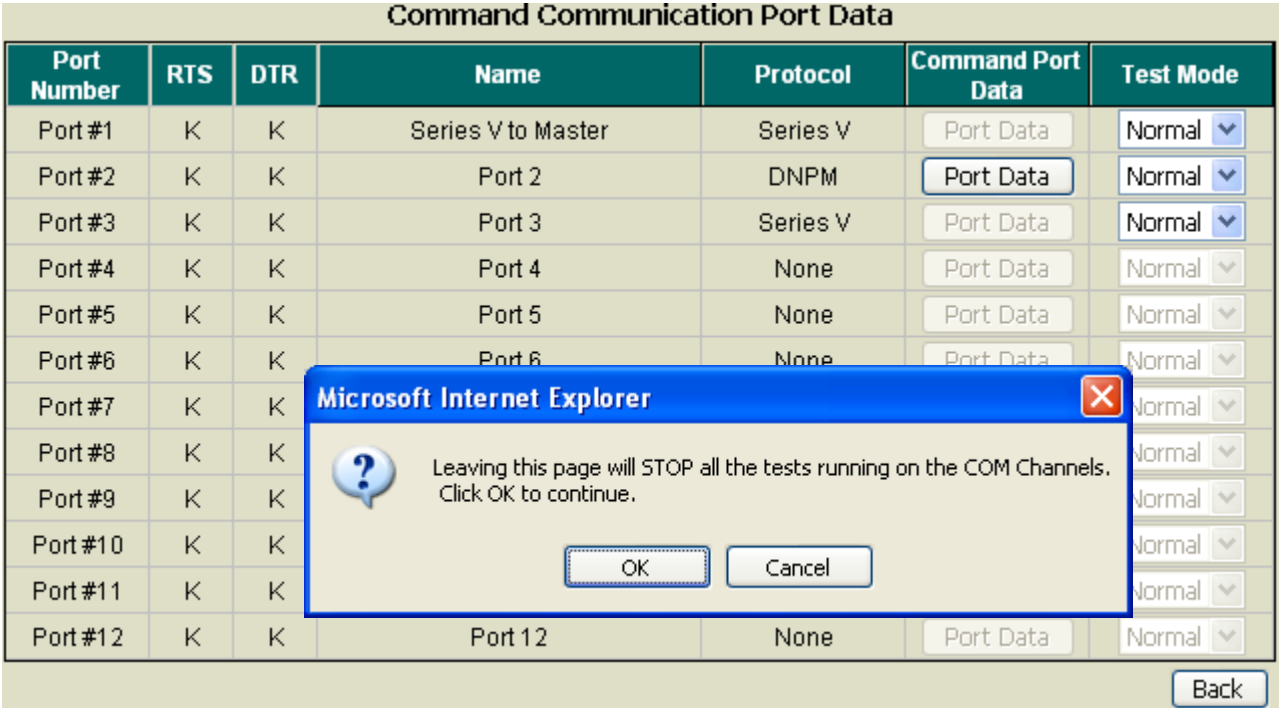 Command Communication Port Data
Port Number RTS DTR Name Protocol Command Port Data Test Mode
Port #1 K K Series V to Master Series V Port Data Normal
Port #2 K K Port 2 DNPM Port Data Normal
Port #3 K K Port 3 Series V Port Data Normal
Port #4 K K Port 4 None Port Data Normal
Port #5 K K Port 5 None Port Data Normal
Port #6 K K Port 6 None Port Data Normal
Port #7 K K Normal
Port #8 K K Normal
Port #9 K K Normal
Port #10 K K Normal
Port #11 K K Normal
Microsoft Internet Explorer
Leaving this page will STOP all the tests running on the COM Channels.
Click OK to continue.
OK Cancel
Port #12 K K Port 12 None Port Data Normal
Back